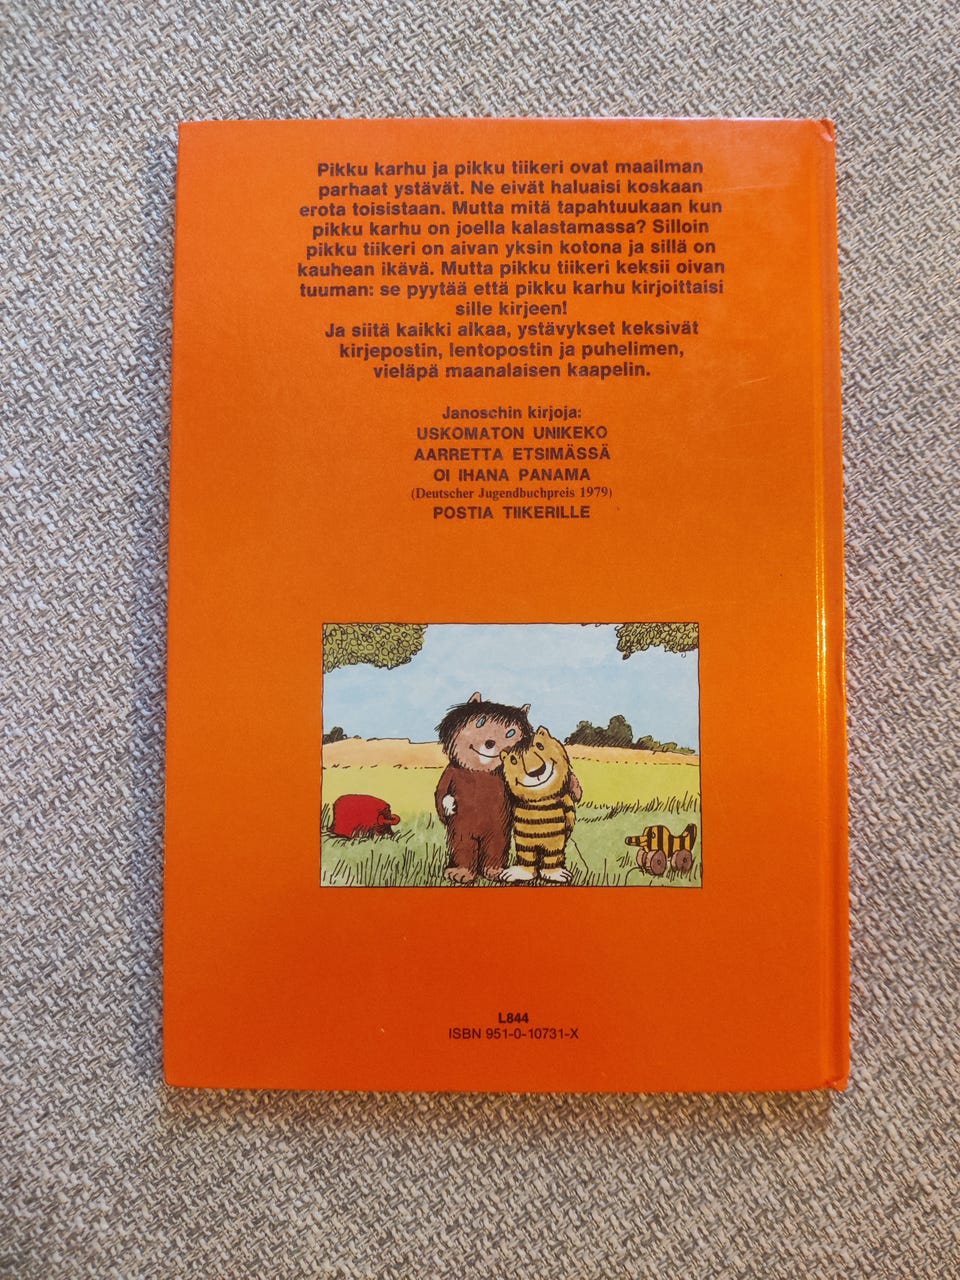 Pikku karhu ja pikku tiikeri ovat maailman
parhaat ystävät. Ne eivät haluaisi koskaan
erota toisistaan. Mutta mitä tapahtuukaan kun
pikku karhu on joella kalastamassa? Silloin
pikku tiikeri on aivan yksin kotona ja sillä on
kauhean ikävä. Mutta pikku tiikeri keksii oivan
tuuman: se pyytää että pikku karhu kirjoittaisi
sille kirjeen!
Ja siitä kaikki alkaa, ystävykset keksivät
kirjepostin, lentopostin ja puhelimen,
vieläpä maanalaisen kaapelin.
Janoschin kirjoja:
USKOMATON UNIKEKO
AARRETTA ETSIMÄSSÄ
OI IHANA PANAMA
(Deutscher Jugendbuchpreis 1979)
POSTIA TIIKERILLE
L844
ISBN 951-0-10731-X